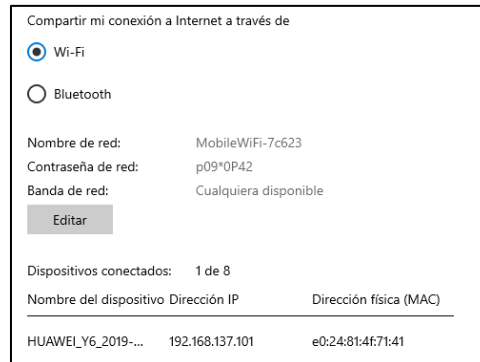 Compartir mi conexión a Internet a través de
Wi-Fi
Bluetooth
Nombre de red: MobileWiFi-7c623
Contraseña de red: p09*0P42
Banda de red: Cualquiera disponible
Editar
Dispositivos conectados: 1 de 8
Nombre del dispositivo Dirección IP Dirección física (MAC)
HUAWEI_Y6_2019-... 192.168.137.101 e0:24:81:4f:71:41